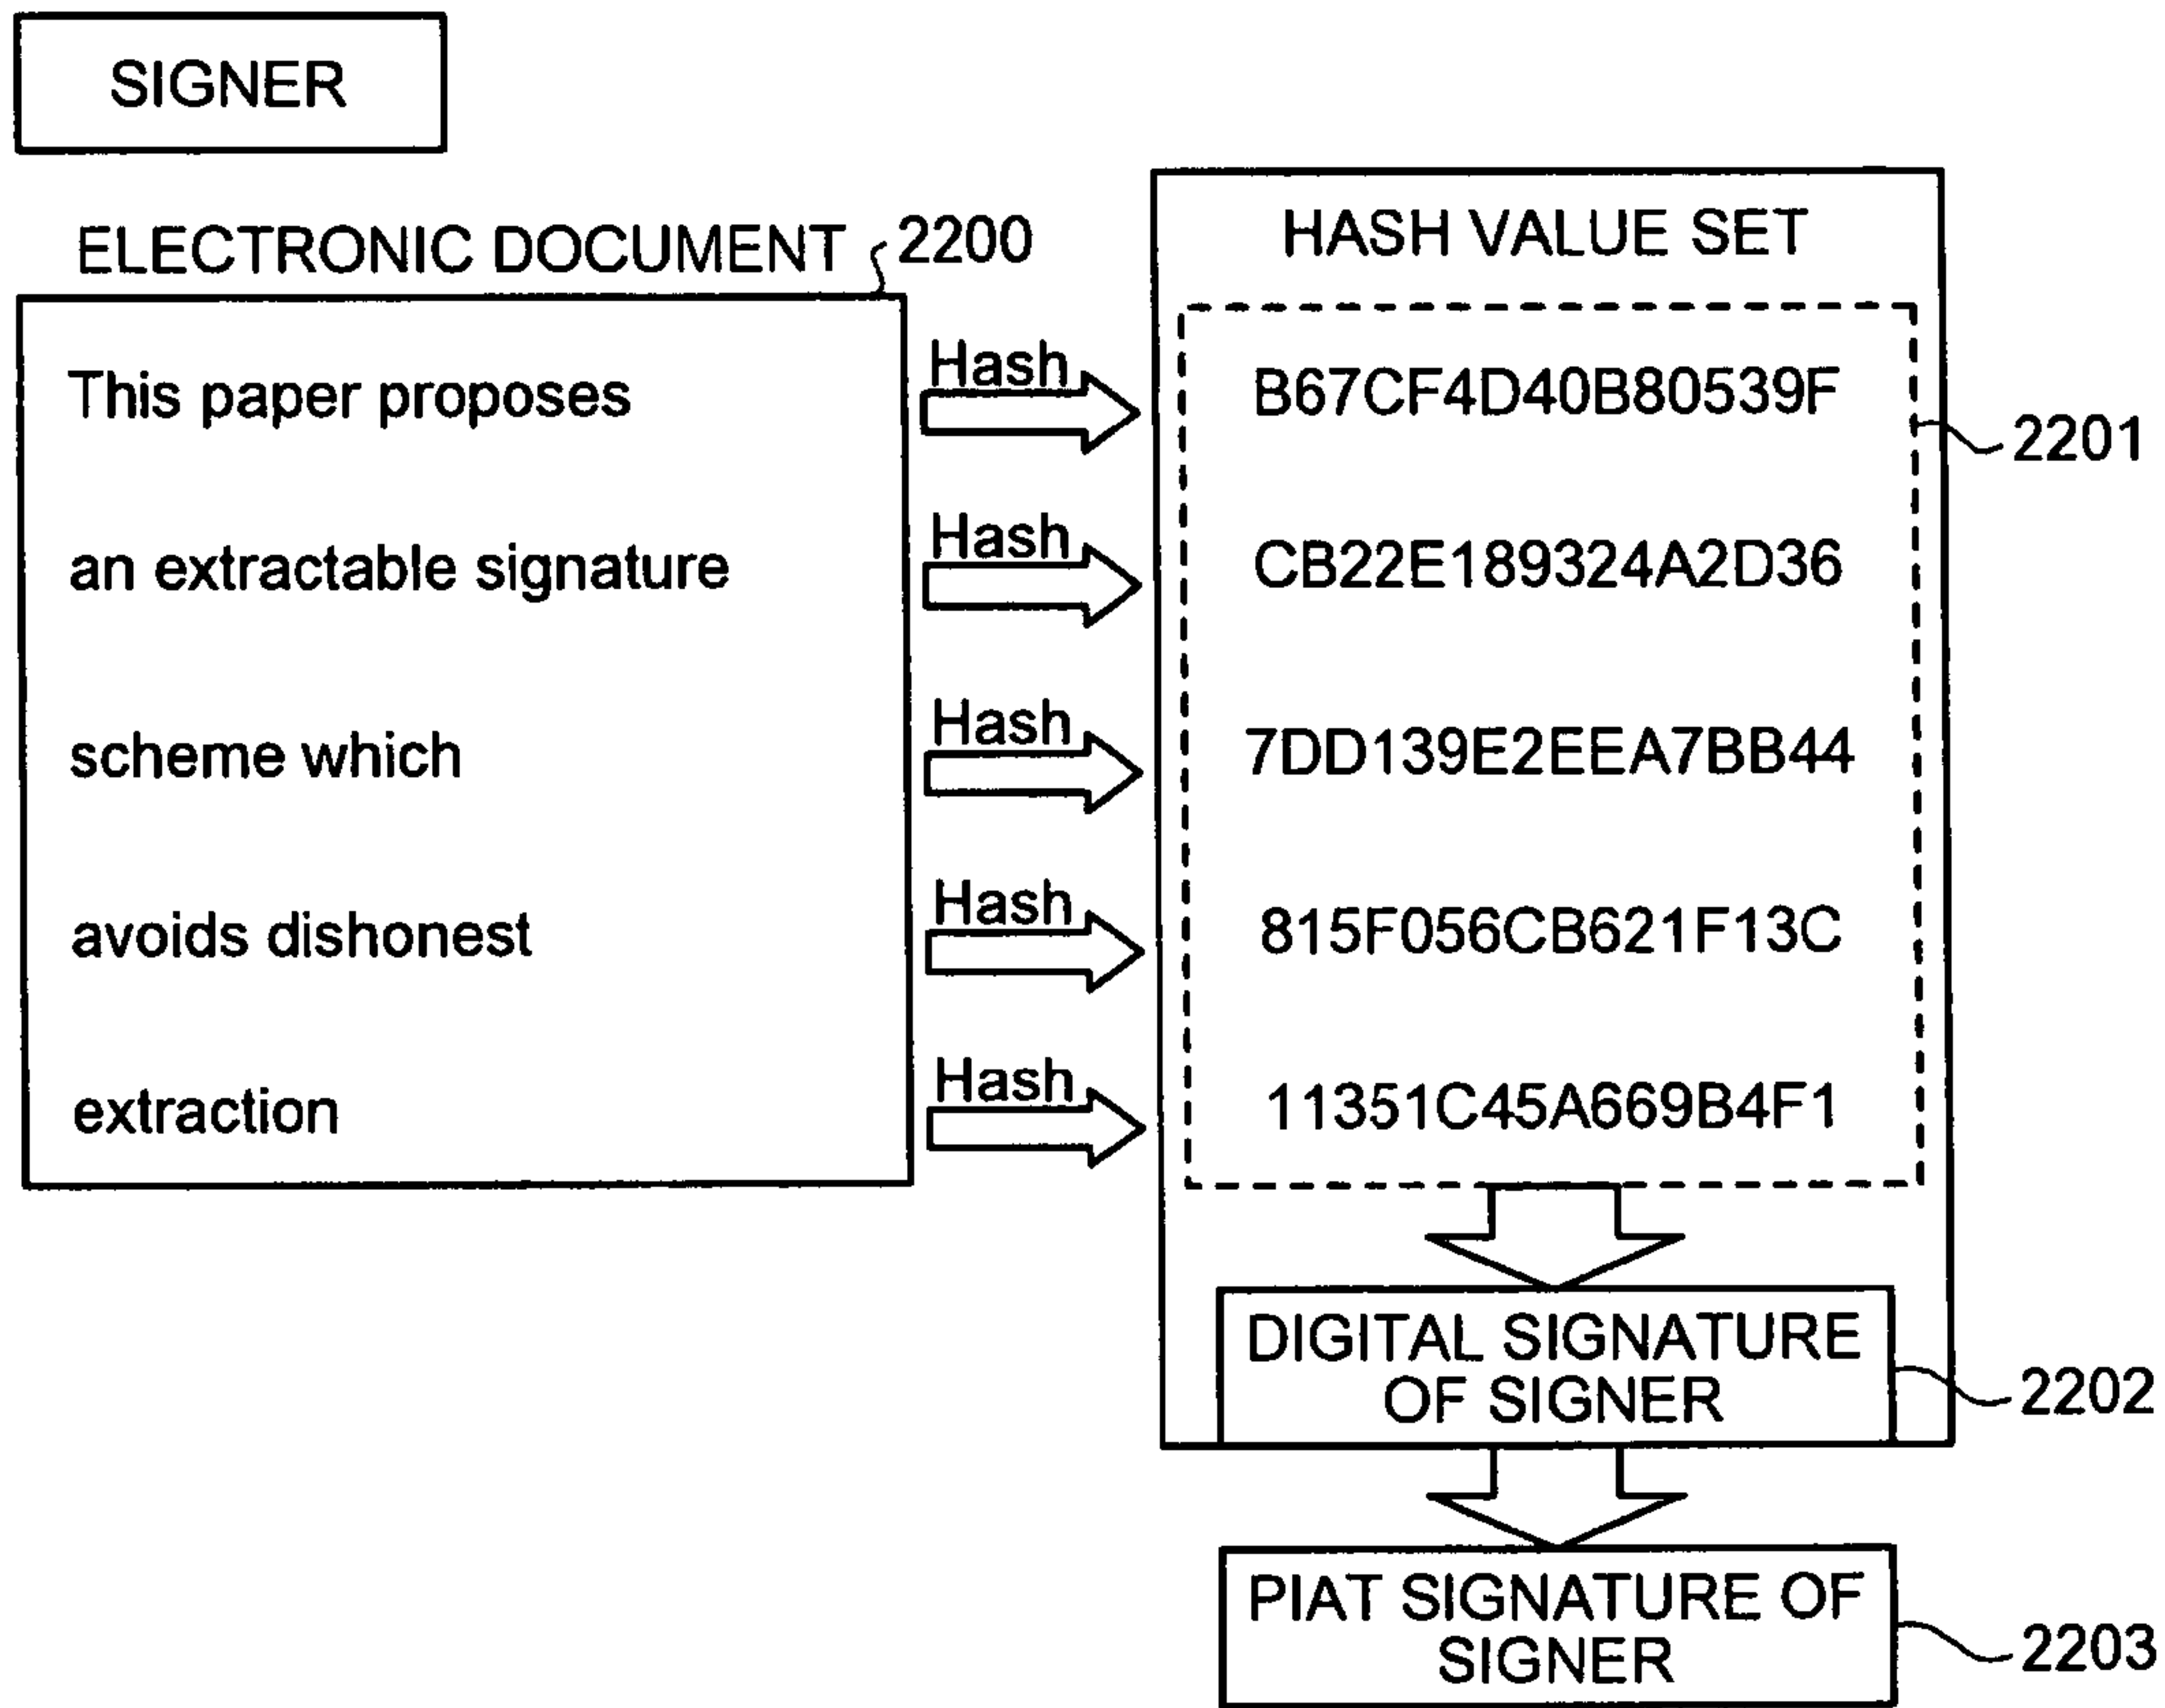 SIGNER
ELECTRONIC DOCUMENT
2200
This paper proposes
an extractable signature
scheme which
avoids dishonest
extraction
Hash
Hash
Hash
Hash
Hash
HASH VALUE SET
B67CF4D40B80539F
CB22E189324A2D36
7DD139E2EEA7BB44
815F056CB621F13C
11351C45A669B4F1
2201
DIGITAL SIGNATURE
OF SIGNER
2202
PIAT SIGNATURE OF
SIGNER
2203